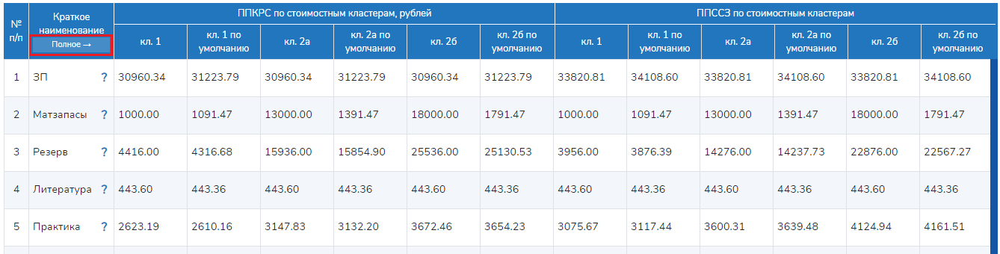 № п/п
Краткое наименование
Полное →
ППКРС по стоимостным кластерам, рублей
ППССЗ по стоимостным кластерам
кл. 1
кл. 1 по умолчанию
кл. 2а
кл. 2а по умолчанию
кл. 2б
кл. 2б по умолчанию
кл. 1
кл. 1 по умолчанию
кл. 2а
кл. 2а по умолчанию
кл. 2б
кл. 2б по умолчанию
1 ЗП ? 30960.34 31223.79 30960.34 31223.79 30960.34 31223.79 33820.81 34108.60 33820.81 34108.60 33820.81 34108.60
2 Матзапасы ? 1000.00 1091.47 13000.00 1391.47 18000.00 1791.47 1000.00 1091.47 13000.00 1391.47 18000.00 1791.47
3 Резерв ? 4416.00 4316.68 15936.00 15854.90 25536.00 25130.53 3956.00 3876.39 14276.00 14237.73 22876.00 22567.27
4 Литература ? 443.60 443.36 443.60 443.36 443.60 443.36 443.60 443.36 443.60 443.36 443.60 443.36
5 Практика ? 2623.19 2610.16 3147.83 3132.20 3672.46 3654.23 3075.67 3117.44 3600.31 3639.48 4124.94 4161.51